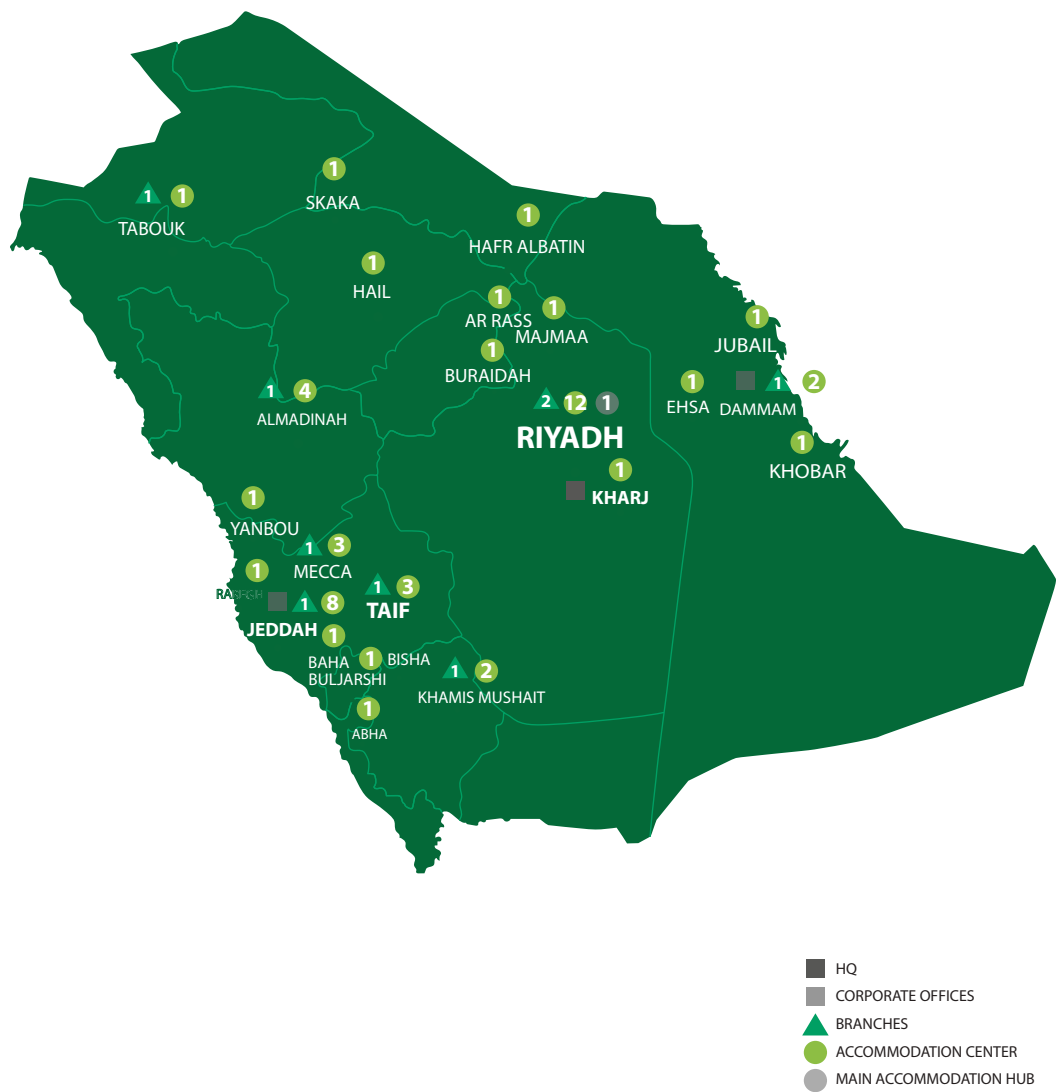 1
SKAKA
1 1
TABOUK
1
HAFR ALBATIN
1
HAIL
1
AR RASS
1
MAJMAA
1
JUBAIL
1
BURAIDAH
1 4
ALMADINAH
2 12 1
RIYADH
1
EHSA
1 2
DAMMAM
1
KHOBAR
1
KHARJ
1
YANBOU
1 3
MECCA
1
1 3
TAIF
1 8
JEDDAH
1
BAHA
BULJARSHI
1 BISHA
1 2
KHAMIS MUSHAIT
1
ABHA
HQ
CORPORATE OFFICES
BRANCHES
ACCOMMODATION CENTER
MAIN ACCOMMODATION HUB